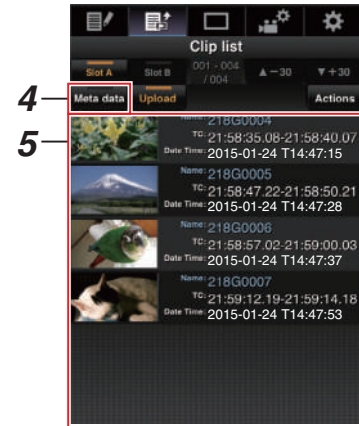 Clip list
Slot A
Slot B
001 - 004
/ 004
▲−30
▼+30
4
Meta data
Upload
Actions
5
Name: 218G0004
TC: 21:58:35.08-21:58:40.07
Date Time: 2015-01-24 T14:47:15
Name: 218G0005
TC: 21:58:47.22-21:58:50.21
Date Time: 2015-01-24 T14:47:28
Name: 218G0006
TC: 21:58:57.02-21:59:00.03
Date Time: 2015-01-24 T14:47:37
Name: 218G0007
TC: 21:59:12.19-21:59:14.18
Date Time: 2015-01-24 T14:47:53